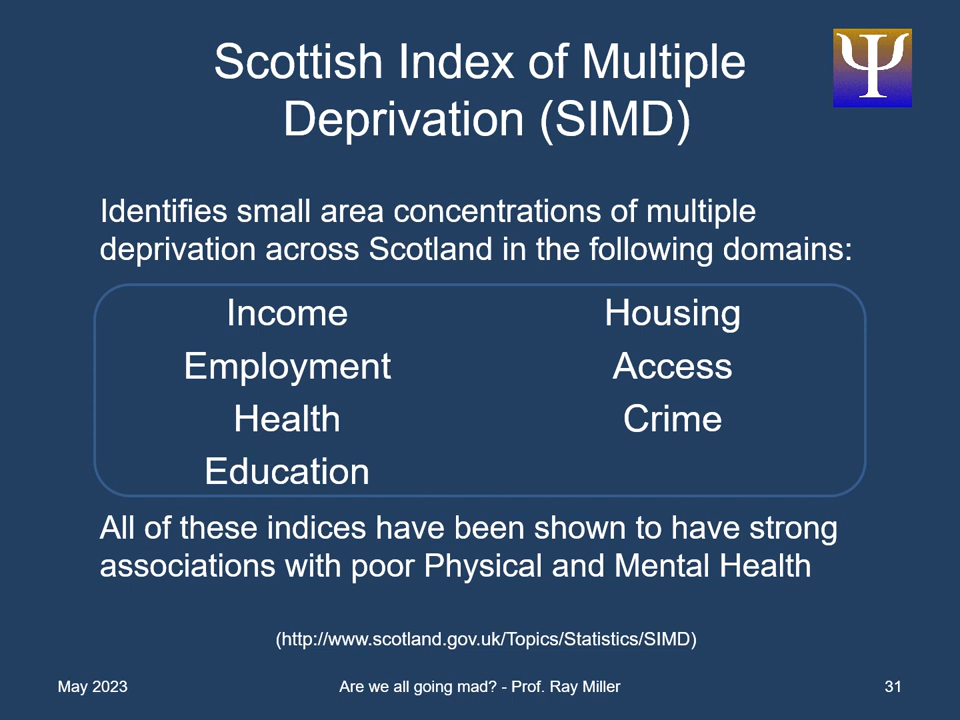 Scottish Index of Multiple
Deprivation (SIMD)
Ψ
Identifies small area concentrations of multiple
deprivation across Scotland in the following domains:
Income
Employment
Health
Education
Housing
Access
Crime
All of these indices have been shown to have strong
associations with poor Physical and Mental Health
(http://www.scotland.gov.uk/Topics/Statistics/SIMD)
May 2023
Are we all going mad? - Prof. Ray Miller
31